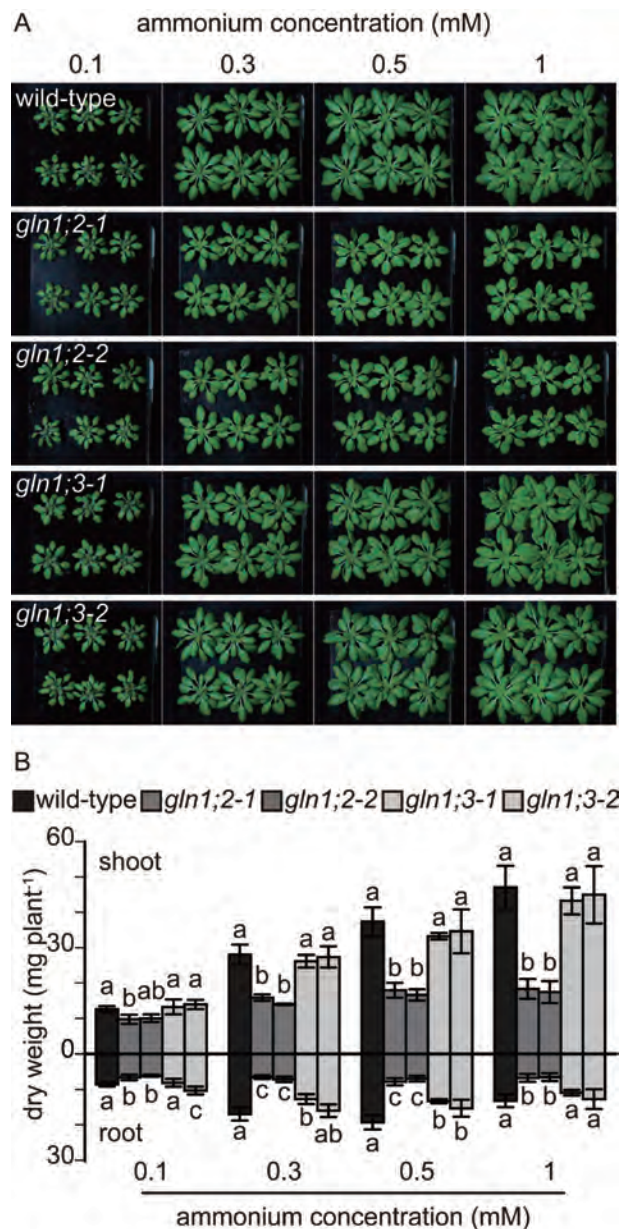 A
ammonium concentration (mM)
0.1 0.3 0.5 1
wild-type
gln1;2-1
gln1;2-2
gln1;3-1
gln1;3-2
B
wild-type gln1;2-1 gln1;2-2 gln1;3-1 gln1;3-2
60
shoot
a a a
a a a
a a
a a a
30
a b ab a a
b b
b b
b b
0
a b b a c
a c c b ab
a c c b b
a b b a a
root
30
dry weight (mg plant⁻¹)
0.1 0.3 0.5 1
ammonium concentration (mM)